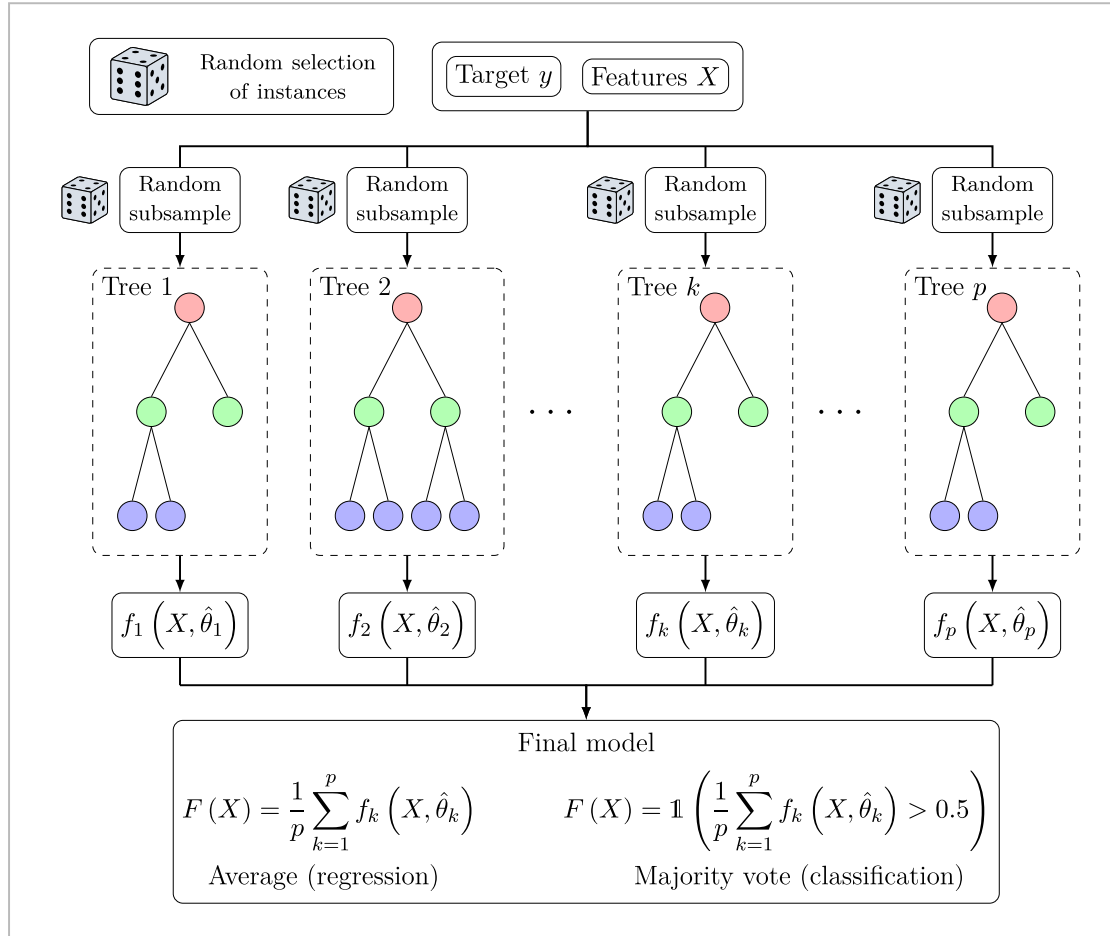 Random selection
of instances
Target y
Features X
Random
subsample
Random
subsample
Random
subsample
Random
subsample
Tree 1
Tree 2
Tree k
Tree p
· · ·
· · ·
f₁ (X, θ̂₁)
f₂ (X, θ̂₂)
fₖ (X, θ̂ₖ)
fₚ (X, θ̂ₚ)
Final model
F (X) = 1/p ∑_{k=1}^{p} fₖ (X, θ̂ₖ)
F (X) = 𝟙 (1/p ∑_{k=1}^{p} fₖ (X, θ̂ₖ) > 0.5)
Average (regression)
Majority vote (classification)